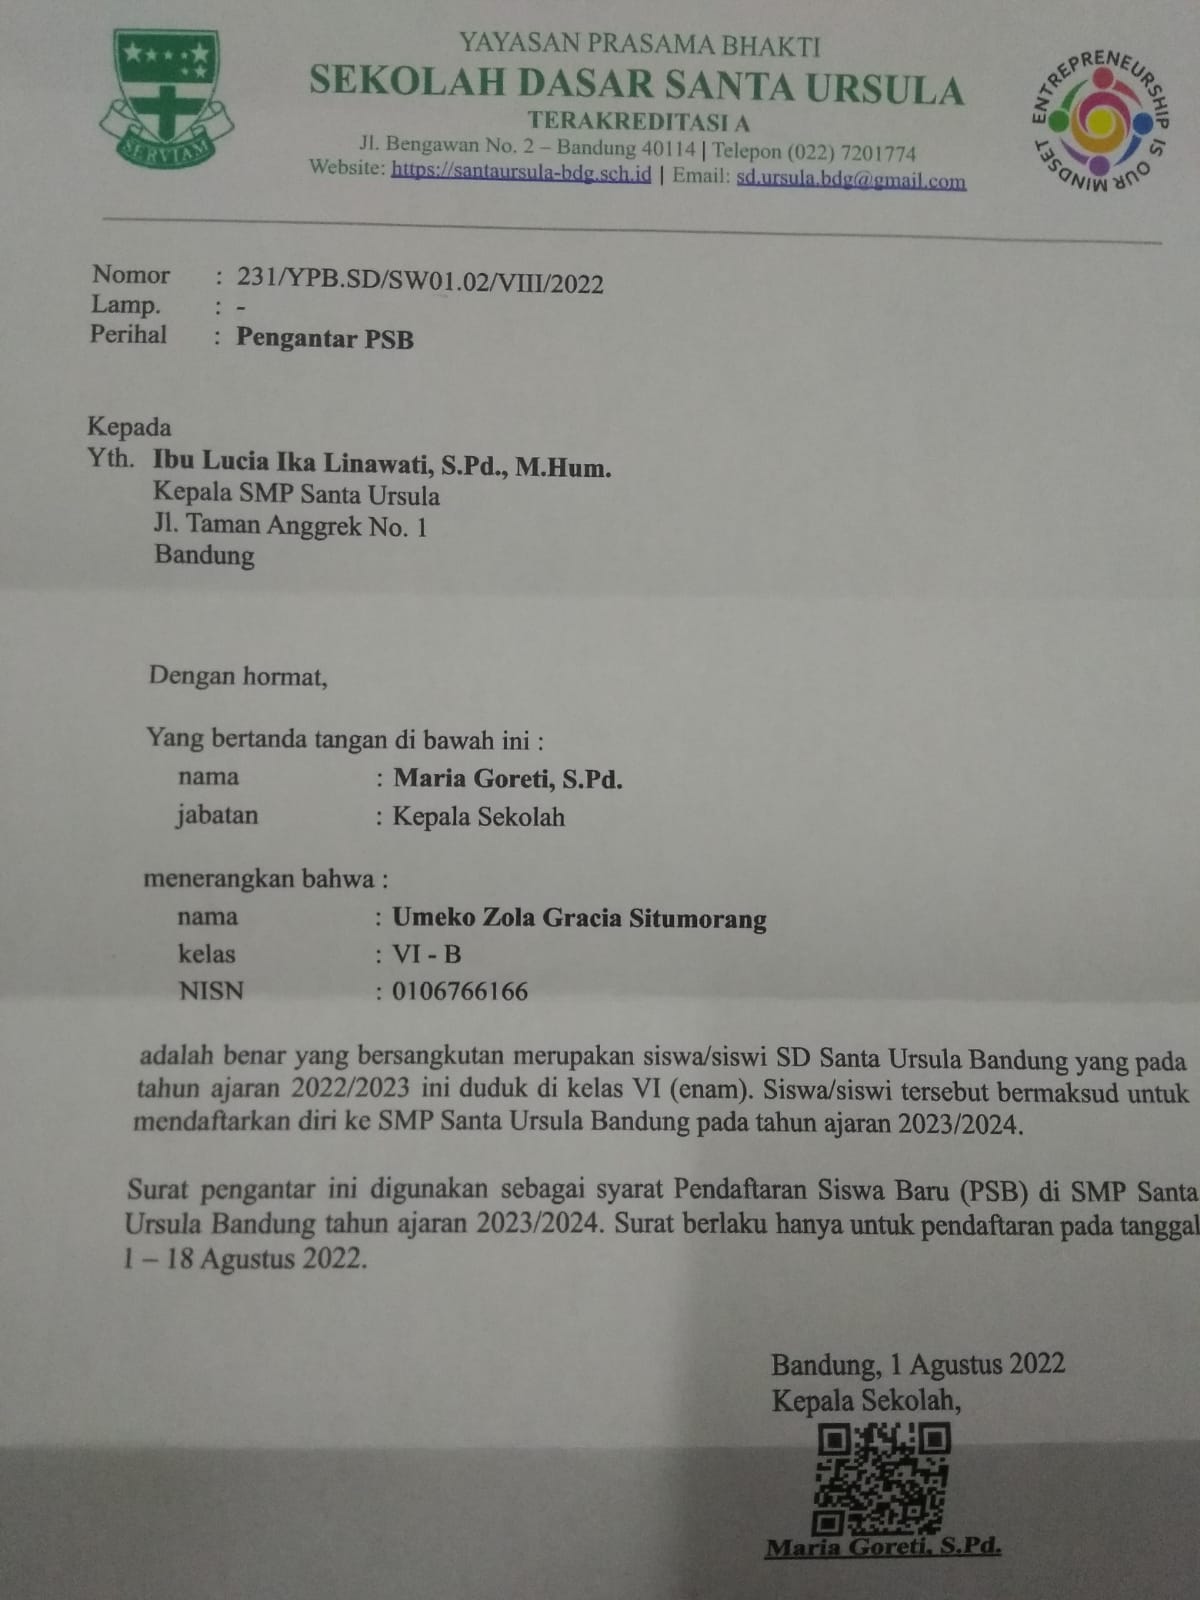 YAYASAN PRASAMA BHAKTI
SEKOLAH DASAR SANTA URSULA
TERAKREDITASI A
Jl. Bengawan No. 2 – Bandung 40114 | Telepon (022) 7201774
Website: https://santaursula-bdg.sch.id | Email: sd.ursula.bdg@gmail.com
SERVIAM
ENTREPRENEURSHIP IS OUR MINDSET
Nomor : 231/YPB.SD/SW01.02/VIII/2022
Lamp. : -
Perihal : Pengantar PSB
Kepada
Yth. Ibu Lucia Ika Linawati, S.Pd., M.Hum.
Kepala SMP Santa Ursula
Jl. Taman Anggrek No. 1
Bandung
Dengan hormat,
Yang bertanda tangan di bawah ini :
nama : Maria Goreti, S.Pd.
jabatan : Kepala Sekolah
menerangkan bahwa :
nama : Umeko Zola Gracia Situmorang
kelas : VI - B
NISN : 0106766166
adalah benar yang bersangkutan merupakan siswa/siswi SD Santa Ursula Bandung yang pada
tahun ajaran 2022/2023 ini duduk di kelas VI (enam). Siswa/siswi tersebut bermaksud untuk
mendaftarkan diri ke SMP Santa Ursula Bandung pada tahun ajaran 2023/2024.
Surat pengantar ini digunakan sebagai syarat Pendaftaran Siswa Baru (PSB) di SMP Santa
Ursula Bandung tahun ajaran 2023/2024. Surat berlaku hanya untuk pendaftaran pada tanggal
1 – 18 Agustus 2022.
Bandung, 1 Agustus 2022
Kepala Sekolah,
Maria Goreti, S.Pd.